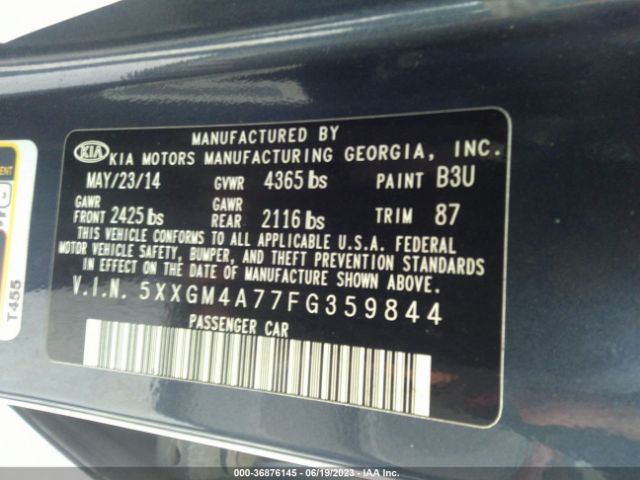 MANUFACTURED BY
KIA KIA MOTORS MANUFACTURING GEORGIA, INC.
MAY/23/14 GVWR 4365 lbs PAINT B3U
GAWR FRONT 2425 lbs GAWR REAR 2116 lbs TRIM 87
THIS VEHICLE CONFORMS TO ALL APPLICABLE U.S.A. FEDERAL
MOTOR VEHICLE SAFETY, BUMPER, AND THEFT PREVENTION STANDARDS
IN EFFECT ON THE DATE OF MANUFACTURE SHOWN ABOVE.
V.I.N. 5XXGM4A77FG359844
PASSENGER CAR
T455
000-36876145 - 06/19/2023 - IAA Inc.